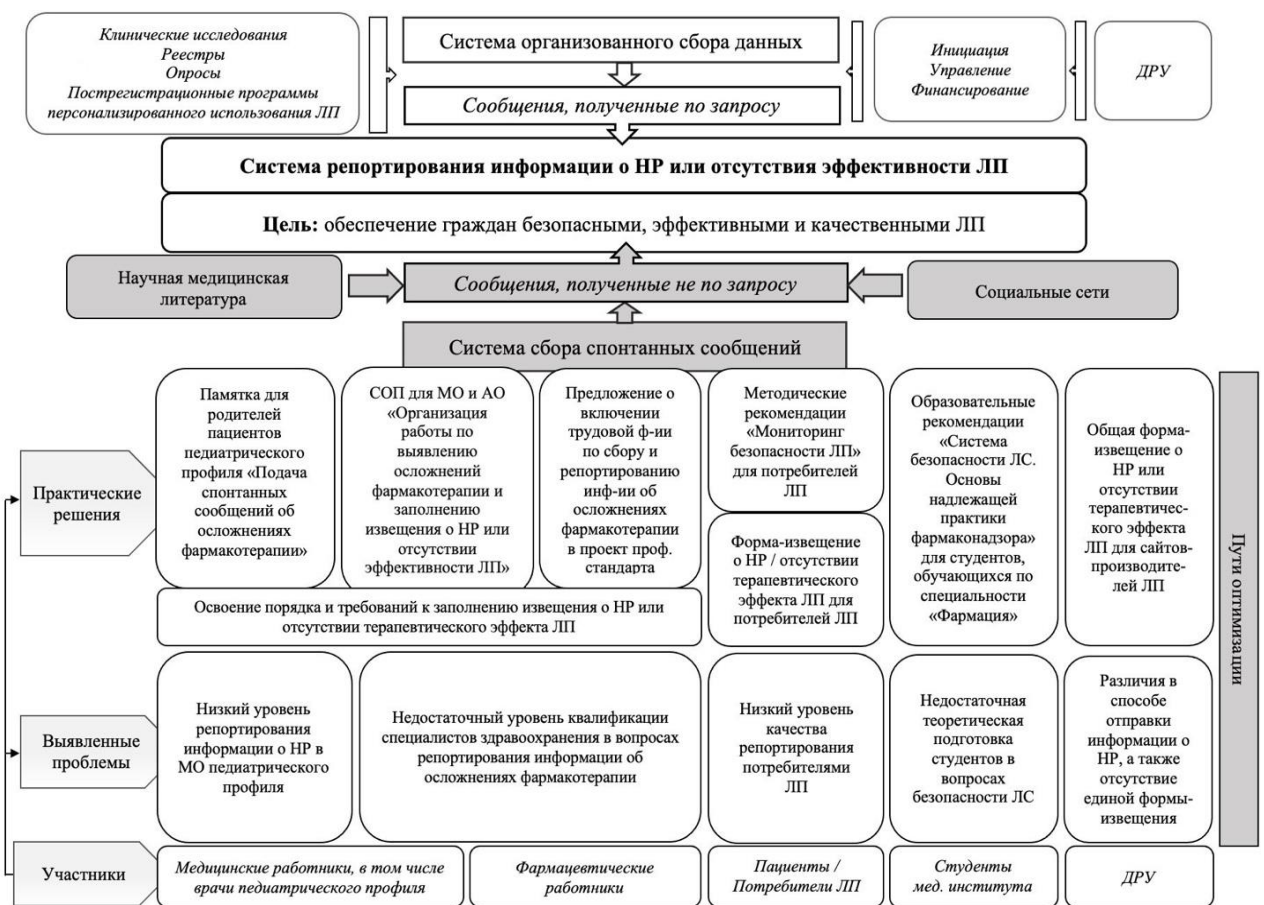 Клинические исследования
Реестры
Опросы
Пострегистрационные программы
персонализированного использования ЛП
Система организованного сбора данных
Сообщения, полученные по запросу
Инициация
Управление
Финансирование
ДРУ
Система репортирования информации о НР или отсутствия эффективности ЛП
Цель: обеспечение граждан безопасными, эффективными и качественными ЛП
Научная медицинская
литература
Сообщения, полученные не по запросу
Социальные сети
Система сбора спонтанных сообщений
Практические
решения
Памятка для
родителей
пациентов
педиатрического
профиля «Подача
спонтанных
сообщений об
осложнениях
фармакотерапии»
СОП для МО и АО
«Организация
работы по
выявлению
осложнений
фармакотерапии и
заполнению
извещения о НР или
отсутствии
эффективности ЛП»
Предложение о
включении
трудовой ф-ии
по сбору и
репортированию
инф-ии об
осложнениях
фармакотерапии
в проект проф.
стандарта
Освоение порядка и требований к заполнению извещения о НР или
отсутствии терапевтического эффекта ЛП
Методические
рекомендации
«Мониторинг
безопасности ЛП»
для потребителей
ЛП
Форма-извещение
о НР / отсутствии
терапевтического
эффекта ЛП для
потребителей ЛП
Образовательные
рекомендации
«Система
безопасности ЛС.
Основы
надлежащей
практики
фармаконадзора»
для студентов,
обучающихся по
специальности
«Фармация»
Общая форма-
извещение о
НР или
отсутствии
терапевтичес-
кого эффекта
ЛП для сайтов-
производите-
лей ЛП
Пути оптимизации
Выявленные
проблемы
Низкий уровень
репортирования
информации о НР в
МО педиатрического
профиля
Недостаточный уровень квалификации
специалистов здравоохранения в вопросах
репортирования информации об
осложнениях фармакотерапии
Низкий уровень
качества
репортирования
потребителями
ЛП
Недостаточная
теоретическая
подготовка
студентов в
вопросах
безопасности ЛС
Различия в
способе
отправки
информации о
НР, а также
отсутствие
единой формы-
извещения
Участники
Медицинские работники, в том числе
врачи педиатрического профиля
Фармацевтические
работники
Пациенты /
Потребители ЛП
Студенты
мед. института
ДРУ